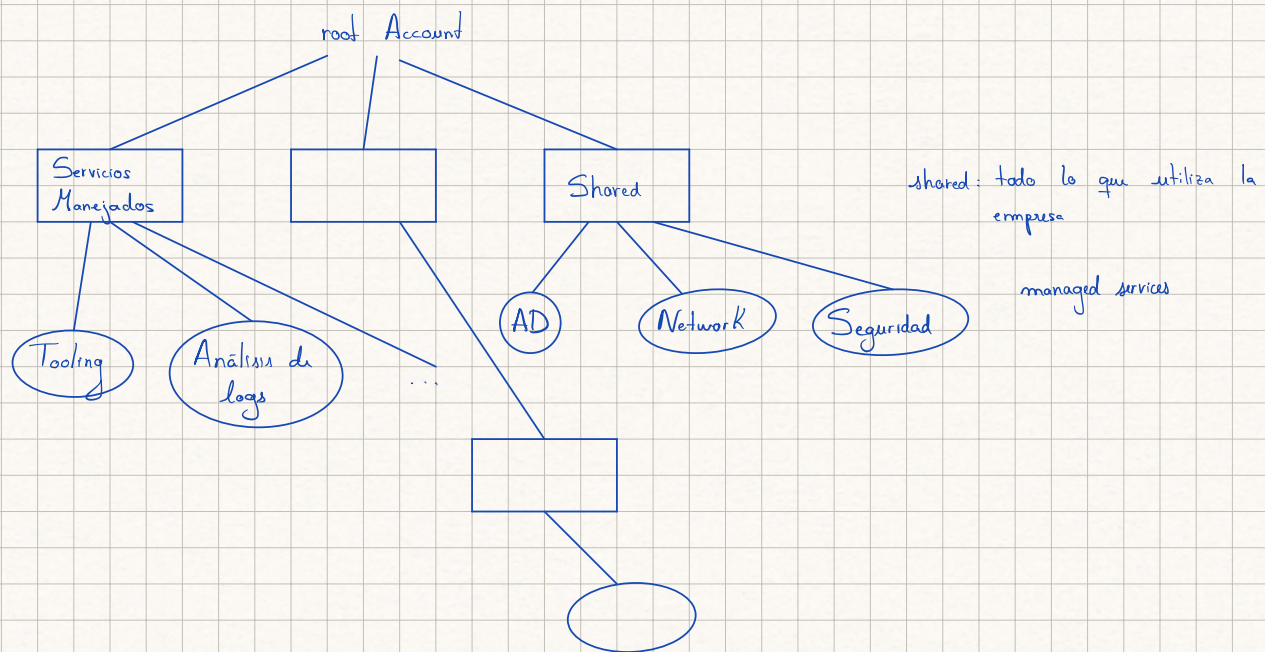 root Account
Servicios
Manejados
Shared
shared: todo lo que utiliza la
empresa
managed services
AD
Network
Seguridad
Tooling
Análisis de
logs
...